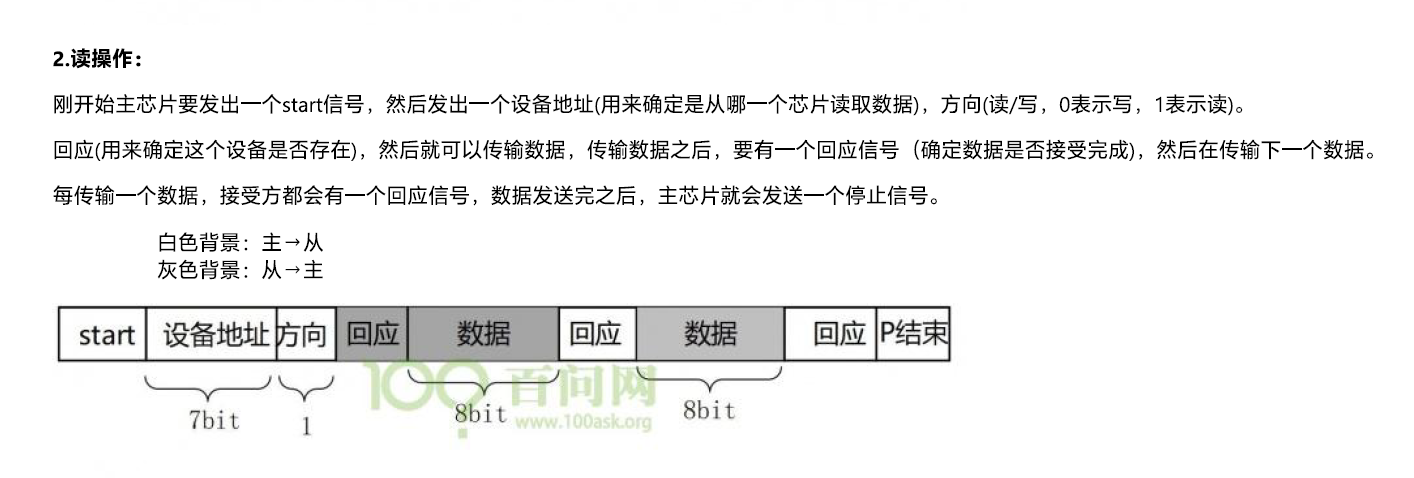 2.读操作：
刚开始主芯片要发出一个start信号，然后发出一个设备地址(用来确定是从哪一个芯片读取数据)，方向(读/写，0表示写，1表示读)。
回应(用来确定这个设备是否存在)，然后就可以传输数据，传输数据之后，要有一个回应信号（确定数据是否接受完成)，然后在传输下一个数据。
每传输一个数据，接受方都会有一个回应信号，数据发送完之后，主芯片就会发送一个停止信号。
白色背景：主→从
灰色背景：从→主
start 设备地址 方向 回应 数据 回应 数据 回应 P结束
7bit 1 8bit 8bit
100 百问网
www.100ask.org